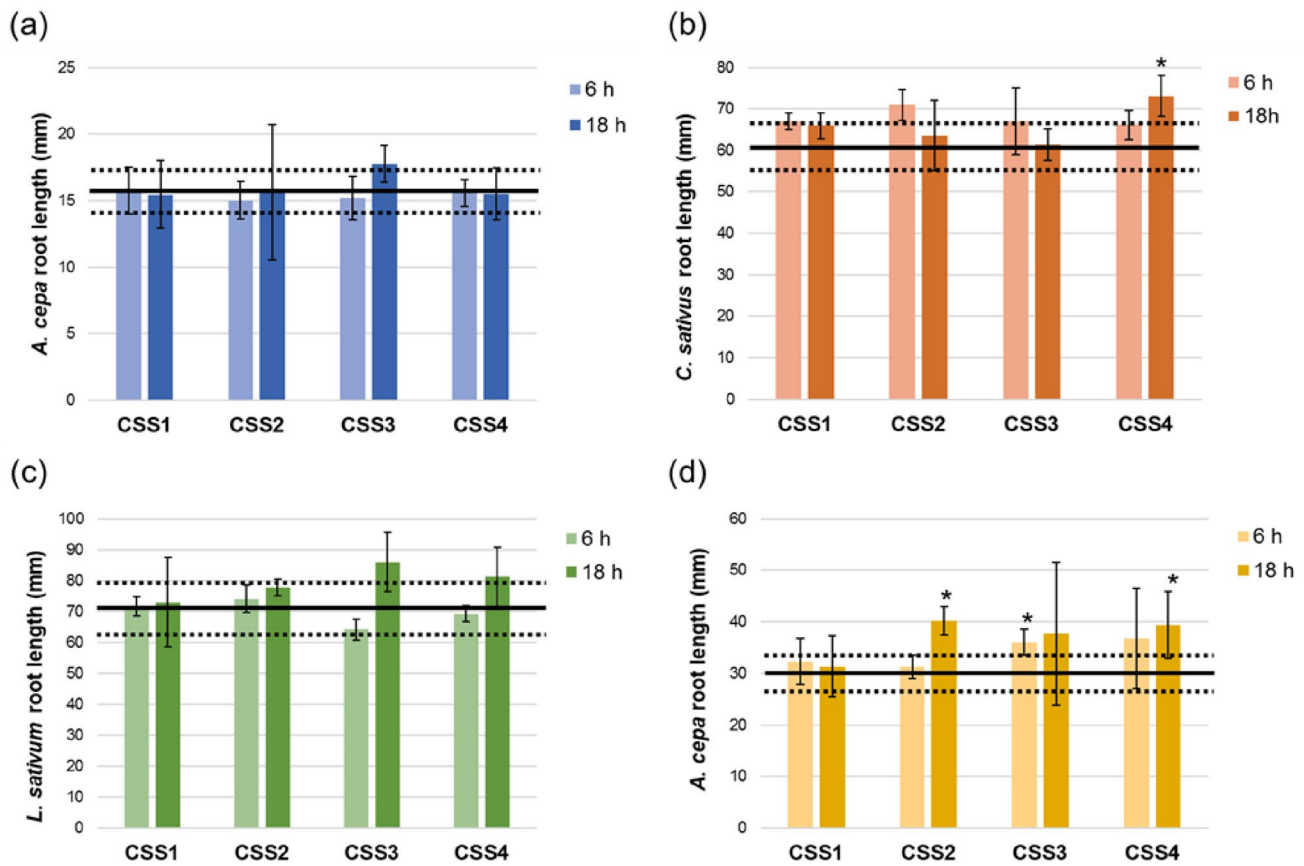 (a)
25
20
15
10
5
0
A. cepa root length (mm)
6 h
18 h
CSS1 CSS2 CSS3 CSS4
(b)
80
70
60
50
40
30
20
10
0
C. sativus root length (mm)
*
6 h
18h
CSS1 CSS2 CSS3 CSS4
(c)
100
90
80
70
60
50
40
30
20
10
0
L. sativum root length (mm)
6 h
18 h
CSS1 CSS2 CSS3 CSS4
(d)
60
50
40
30
20
10
0
A. cepa root length (mm)
* * *
6 h
18 h
CSS1 CSS2 CSS3 CSS4